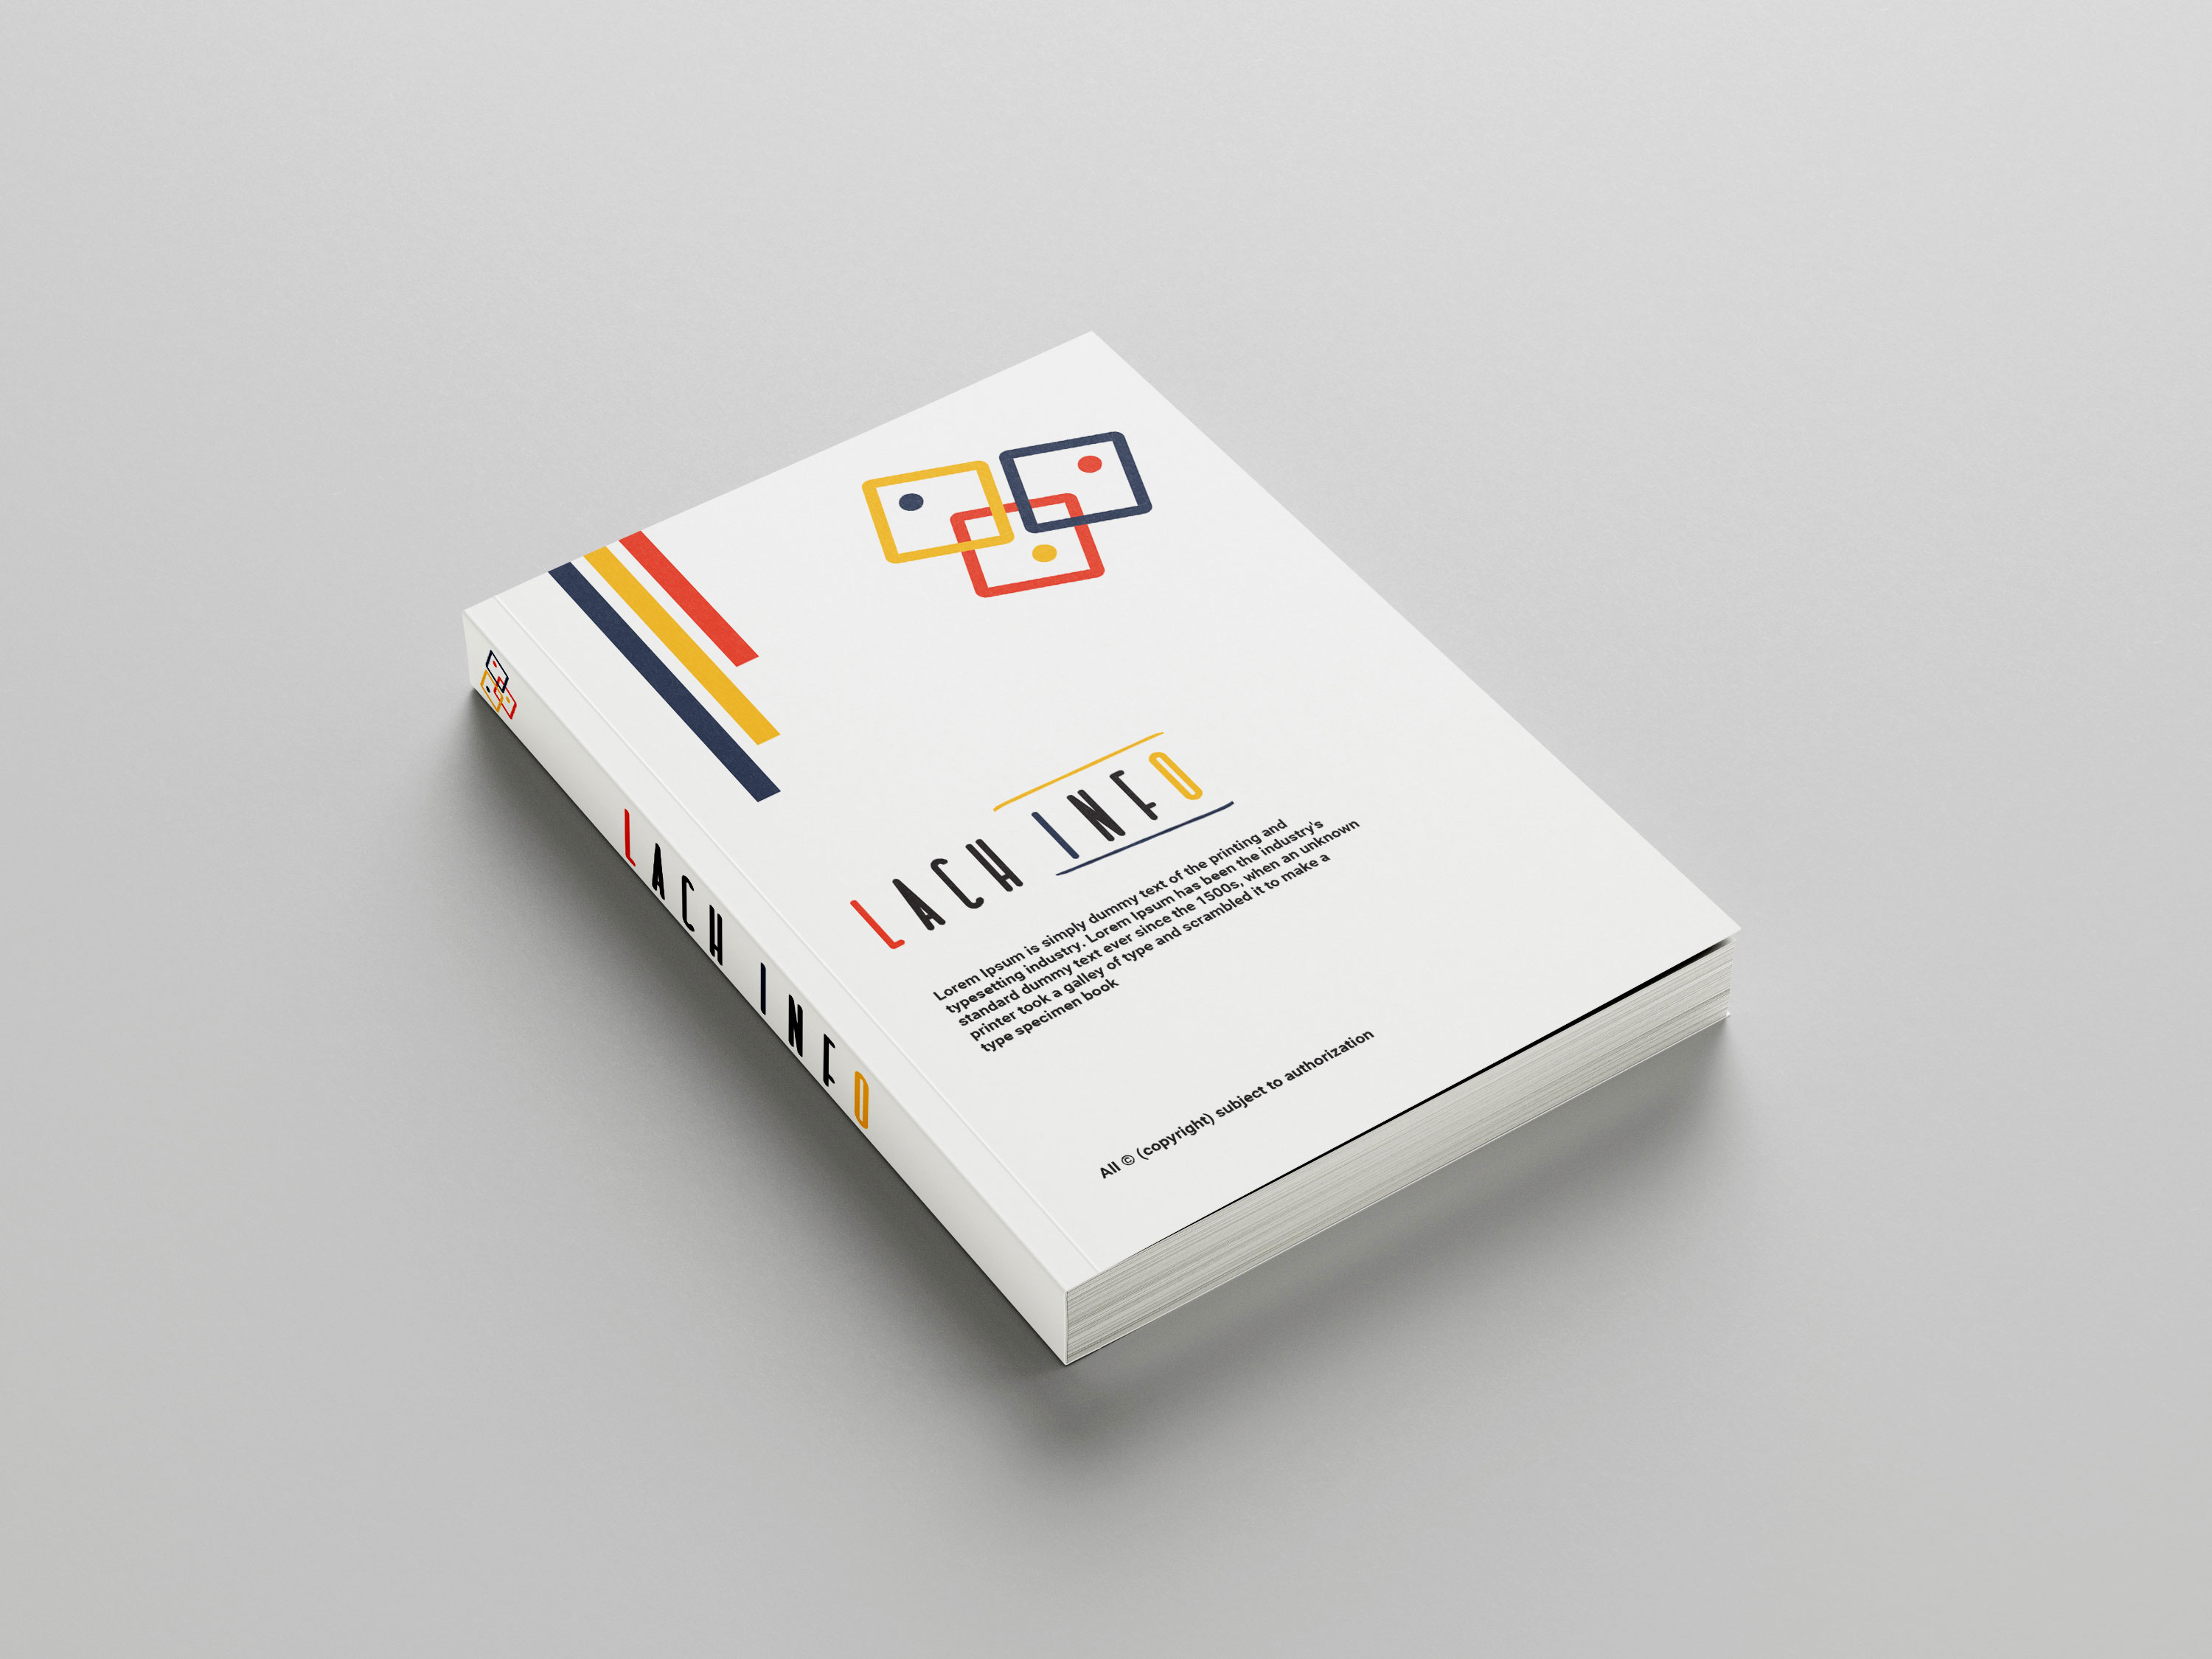 LACH INFO
Lorem Ipsum is simply dummy text of the printing and
typesetting industry. Lorem Ipsum has been the industry's
standard dummy text ever since the 1500s, when an unknown
printer took a galley of type and scrambled it to make a
type specimen book
All © (copyright) subject to authorization
LACH INFO